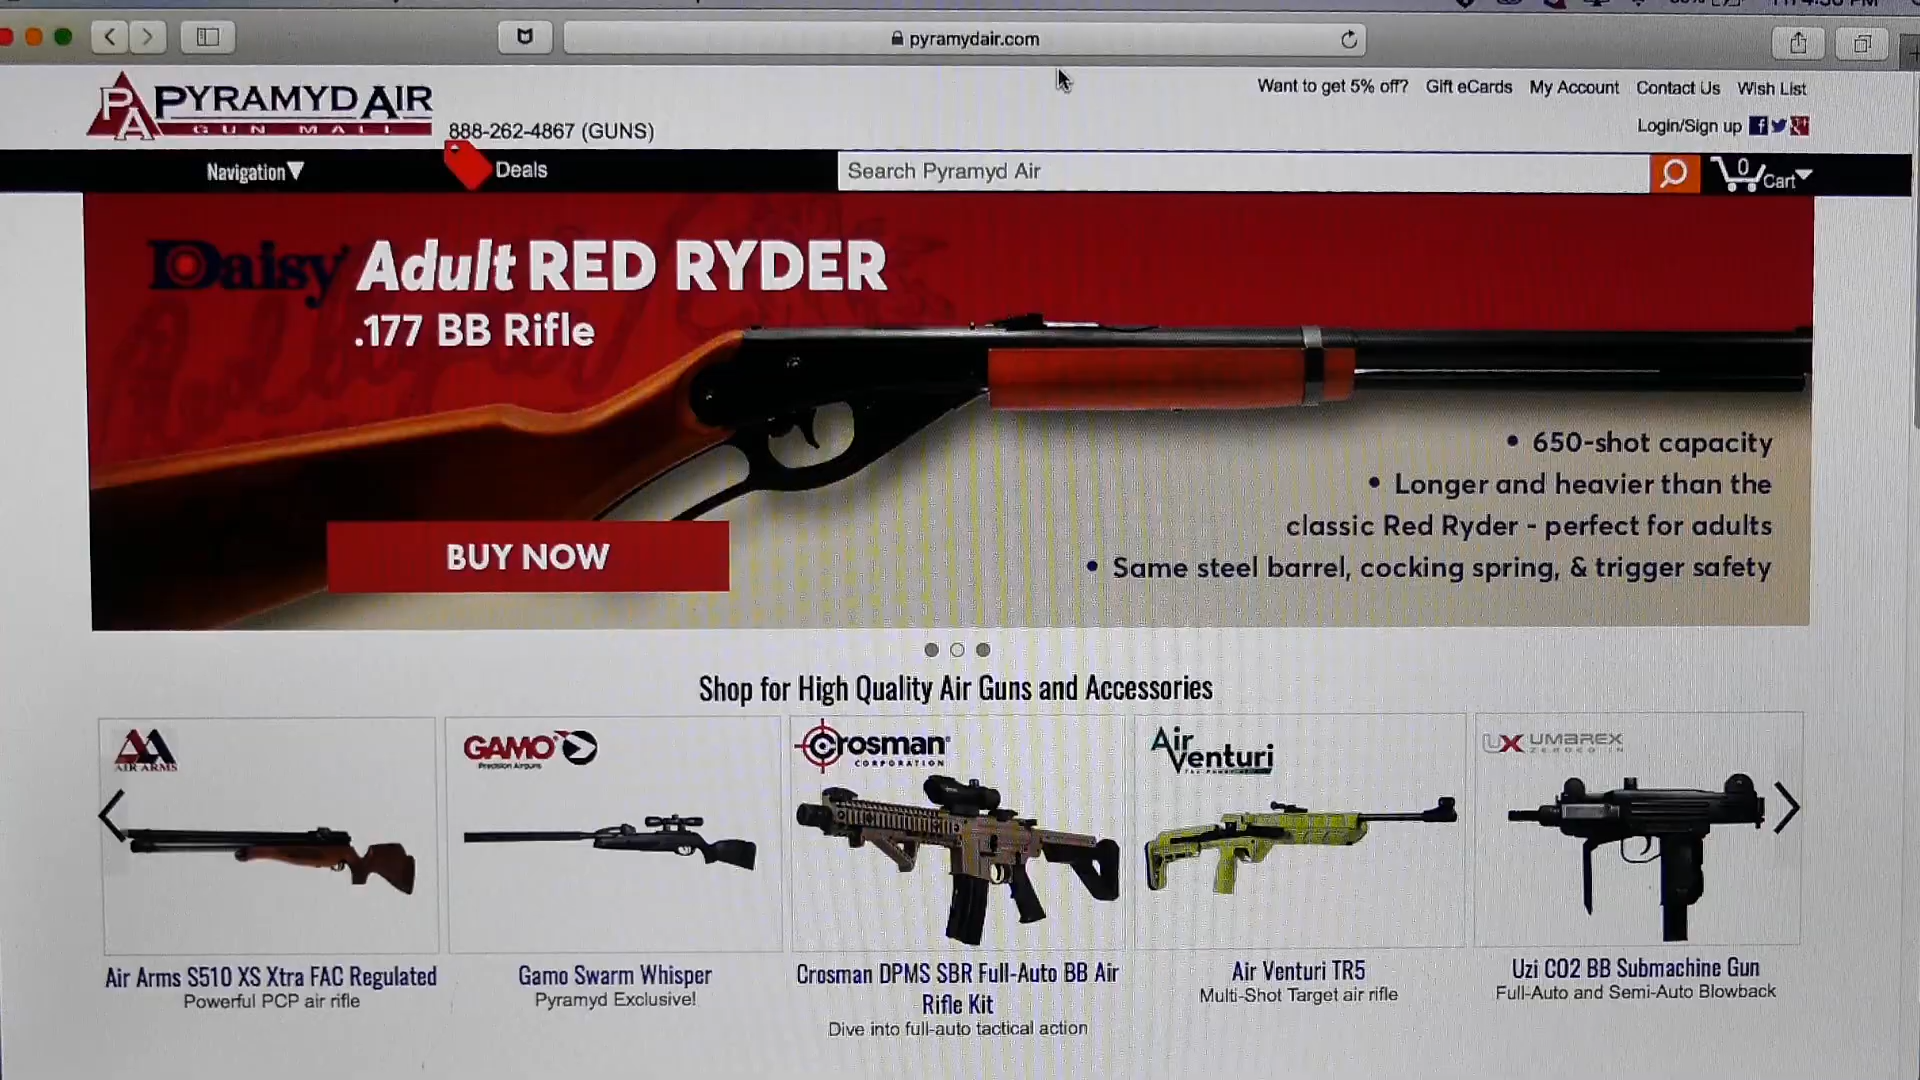 pyramydair.com
PYRAMYD AIR
PA
GUN MALL
888-262-4867 (GUNS)
Want to get 5% off? Gift eCards My Account Contact Us Wish List
Login/Sign up
Navigation
Deals
Search Pyramyd Air
0
Cart
Daisy Adult RED RYDER
.177 BB Rifle
• 650-shot capacity
• Longer and heavier than the
classic Red Ryder - perfect for adults
• Same steel barrel, cocking spring, & trigger safety
BUY NOW
Shop for High Quality Air Guns and Accessories
AIR ARMS
GAMO
Precision Airguns
Crosman
CORPORATION
Air
Venturi
UX UMAREX
Air Arms S510 XS Xtra FAC Regulated
Powerful PCP air rifle
Gamo Swarm Whisper
Pyramyd Exclusive!
Crosman DPMS SBR Full-Auto BB Air
Rifle Kit
Dive into full-auto tactical action
Air Venturi TR5
Multi-Shot Target air rifle
Uzi CO2 BB Submachine Gun
Full-Auto and Semi-Auto Blowback